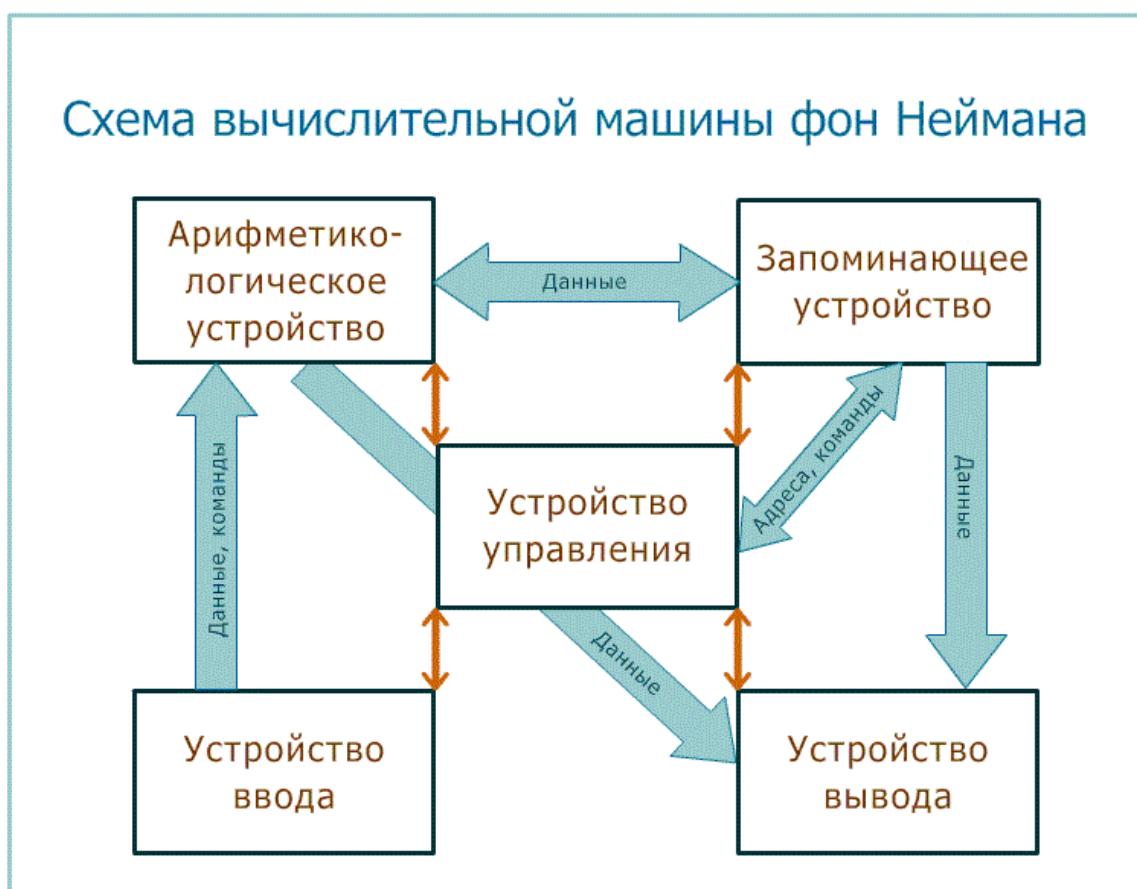 Схема вычислительной машины фон Неймана
Арифметико-
логическое
устройство
Данные
Запоминающее
устройство
Данные, команды
Устройство
управления
Адреса, команды
Данные
Данные
Устройство
ввода
Устройство
вывода